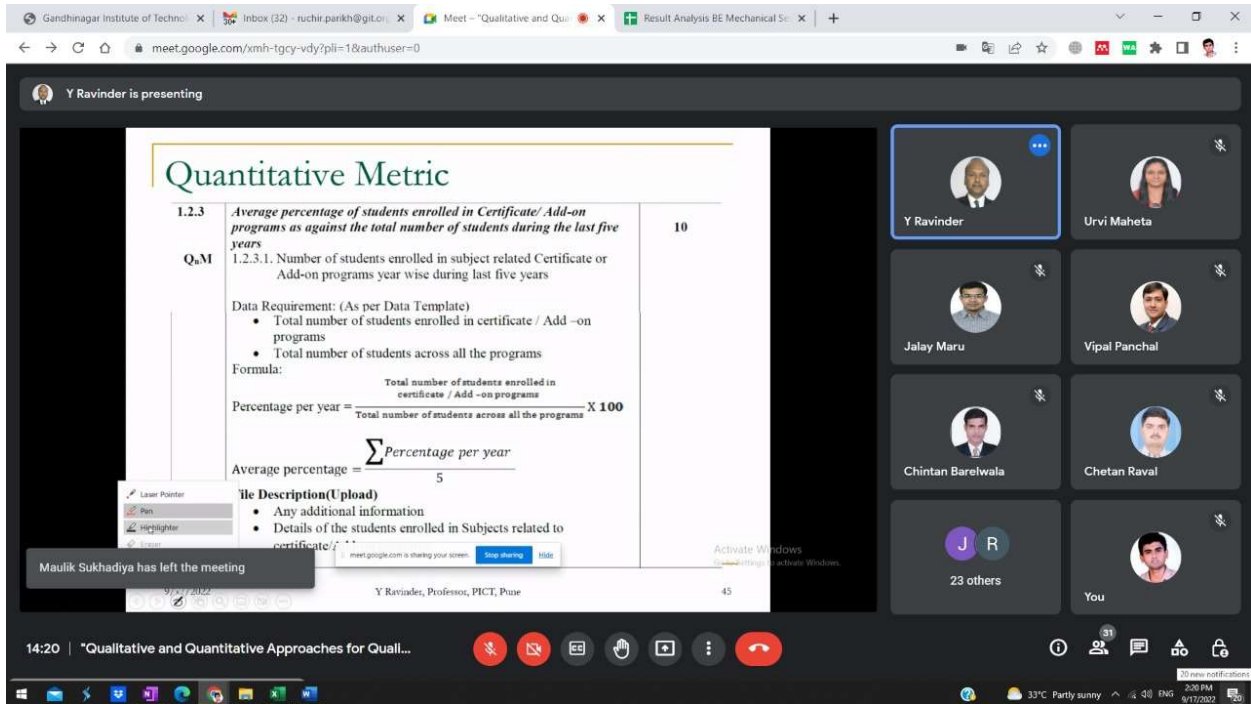 Gandhinagar Institute of Technol
Inbox (32) - ruchir.parikh@git.or
Meet – "Qualitative and Qua
Result Analysis BE Mechanical Se
meet.google.com/xmh-tgcy-vdy?pli=1&authuser=0
Y Ravinder is presenting
Quantitative Metric
1.2.3 Average percentage of students enrolled in Certificate/ Add-on 10
programs as against the total number of students during the last five
years
QnM 1.2.3.1. Number of students enrolled in subject related Certificate or
Add-on programs year wise during last five years
Data Requirement: (As per Data Template)
• Total number of students enrolled in certificate / Add –on
programs
• Total number of students across all the programs
Formula:
Total number of students enrolled in
certificate / Add –on programs
Percentage per year = X 100
Total number of students across all the programs
∑Percentage per year
Average percentage =
5
ile Description(Upload)
• Any additional information
• Details of the students enrolled in Subjects related to
certificate/
Laser Pointer
Pen
Highlighter
Eraser
meet.google.com is sharing your screen. Stop sharing Hide
Activate Windows
to activate Windows.
Maulik Sukhadiya has left the meeting
Y Ravinder, Professor, PICT, Pune
45
Y Ravinder
Urvi Maheta
Jalay Maru
Vipal Panchal
Chintan Barelwala
Chetan Raval
J R
23 others
You
14:20 | "Qualitative and Quantitative Approaches for Quali...
31
20 new notifications
33°C Partly sunny
ENG
2:20 PM
9/17/2022